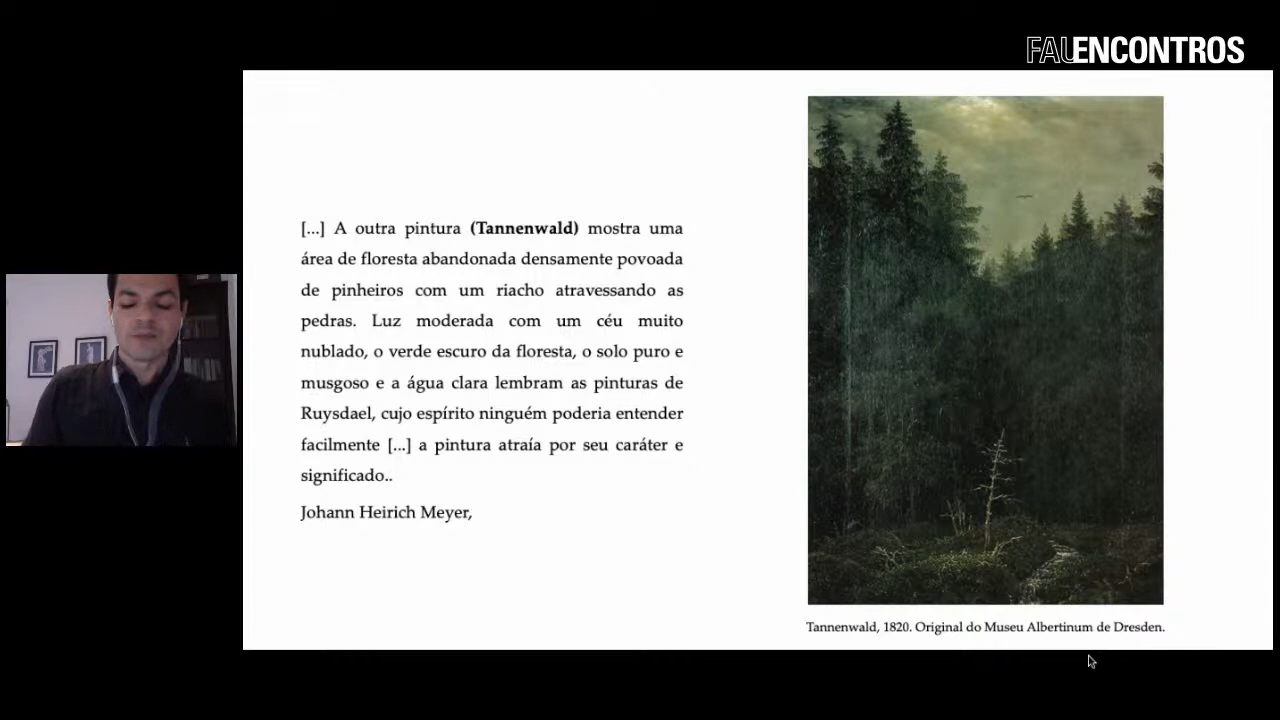 FALENCONTROS
[...] A outra pintura (Tannenwald) mostra uma
área de floresta abandonada densamente povoada
de pinheiros com um riacho atravessando as
pedras. Luz moderada com um céu muito
nublado, o verde escuro da floresta, o solo puro e
musgoso e a água clara lembram as pinturas de
Ruysdael, cujo espírito ninguém poderia entender
facilmente [...] a pintura atraía por seu caráter e
significado..
Johann Heirich Meyer,
Tannenwald, 1820. Original do Museu Albertinum de Dresden.